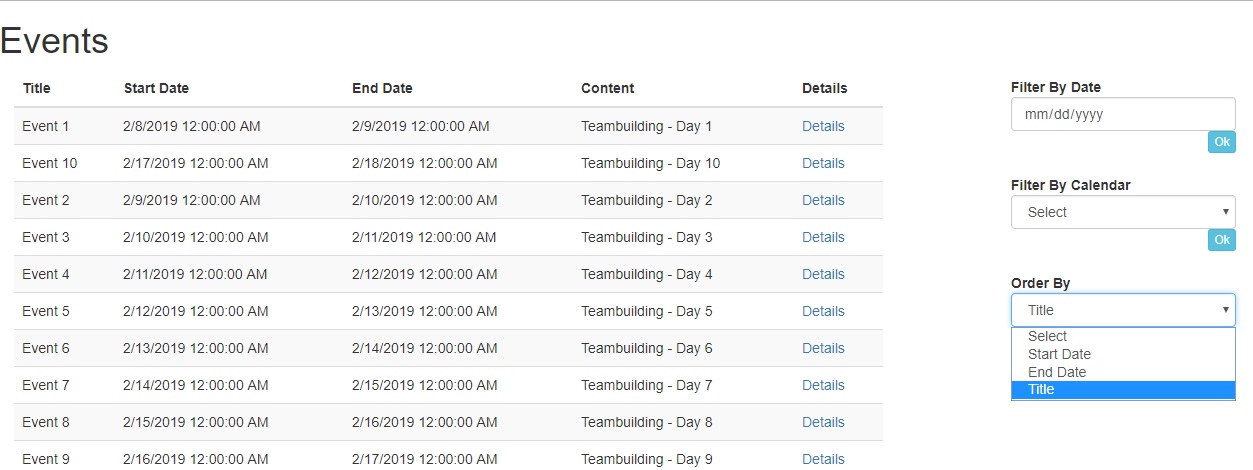 Events
Title Start Date End Date Content Details
Event 1 2/8/2019 12:00:00 AM 2/9/2019 12:00:00 AM Teambuilding - Day 1 Details
Event 10 2/17/2019 12:00:00 AM 2/18/2019 12:00:00 AM Teambuilding - Day 10 Details
Event 2 2/9/2019 12:00:00 AM 2/10/2019 12:00:00 AM Teambuilding - Day 2 Details
Event 3 2/10/2019 12:00:00 AM 2/11/2019 12:00:00 AM Teambuilding - Day 3 Details
Event 4 2/11/2019 12:00:00 AM 2/12/2019 12:00:00 AM Teambuilding - Day 4 Details
Event 5 2/12/2019 12:00:00 AM 2/13/2019 12:00:00 AM Teambuilding - Day 5 Details
Event 6 2/13/2019 12:00:00 AM 2/14/2019 12:00:00 AM Teambuilding - Day 6 Details
Event 7 2/14/2019 12:00:00 AM 2/15/2019 12:00:00 AM Teambuilding - Day 7 Details
Event 8 2/15/2019 12:00:00 AM 2/16/2019 12:00:00 AM Teambuilding - Day 8 Details
Event 9 2/16/2019 12:00:00 AM 2/17/2019 12:00:00 AM Teambuilding - Day 9 Details
Filter By Date
mm/dd/yyyy
Ok
Filter By Calendar
Select
Ok
Order By
Title
Select
Start Date
End Date
Title